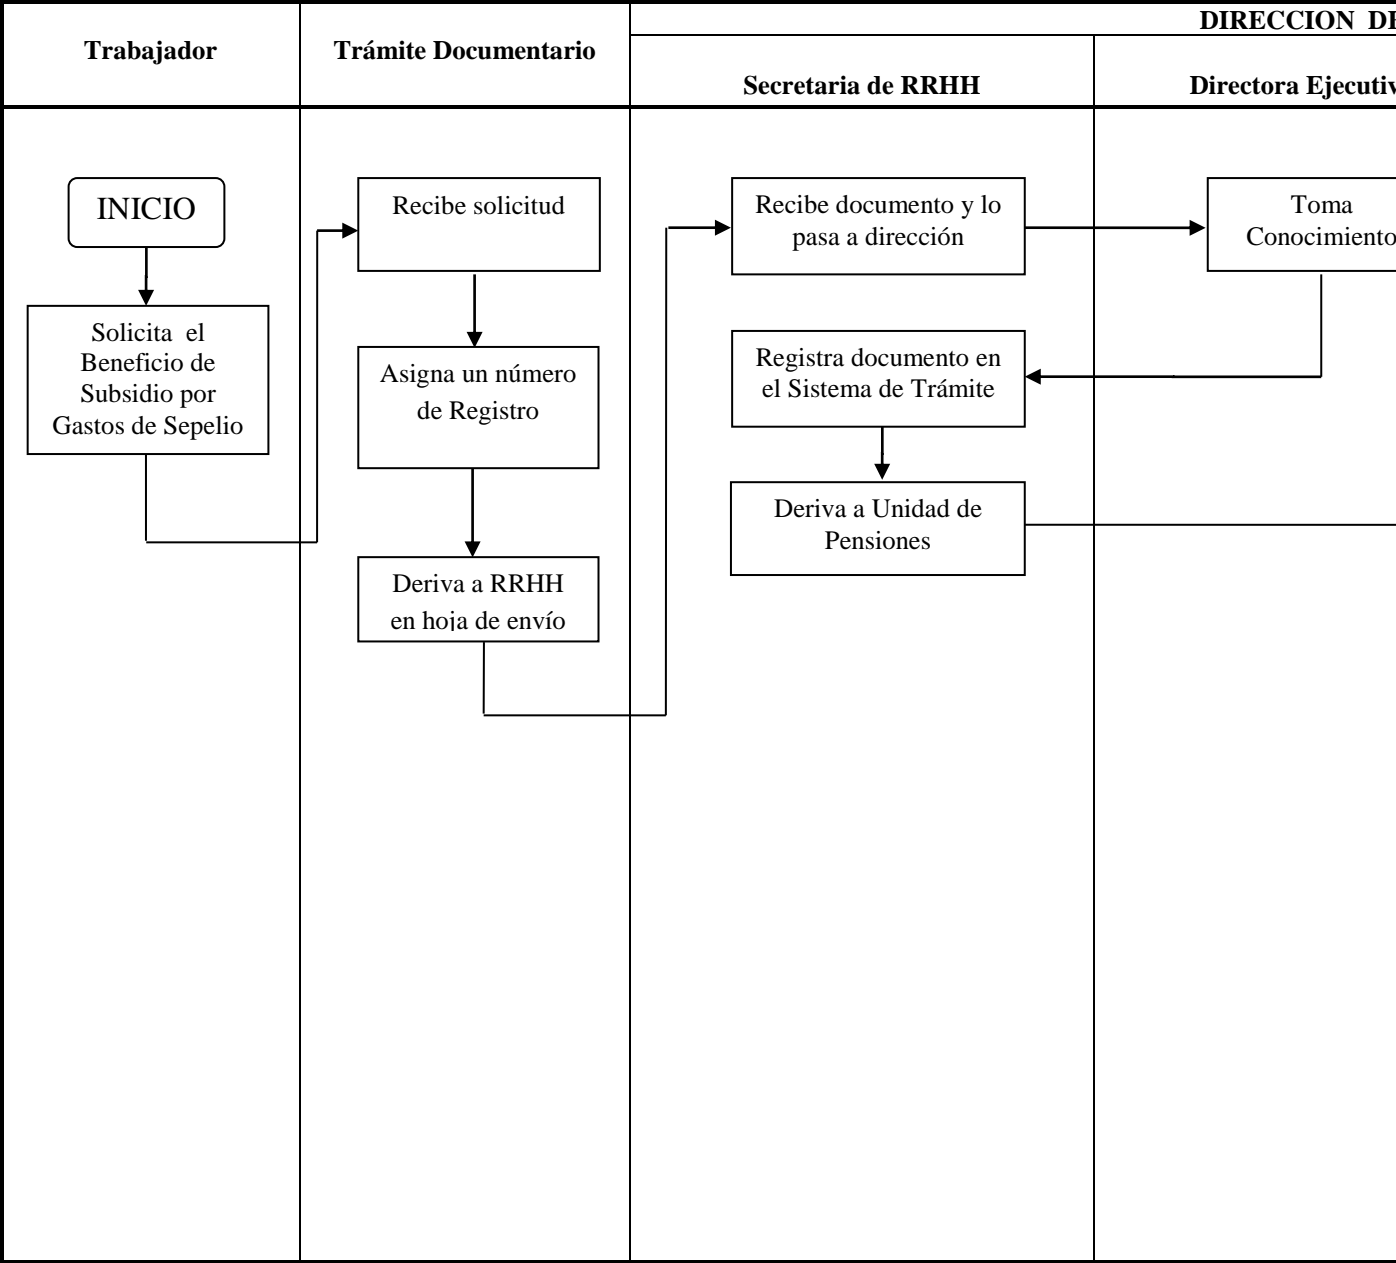 Trabajador
Trámite Documentario
DIRECCION DE
Secretaria de RRHH
Directora Ejecutiv
INICIO
Solicita el
Beneficio de
Subsidio por
Gastos de Sepelio
Recibe solicitud
Asigna un número
de Registro
Deriva a RRHH
en hoja de envío
Recibe documento y lo
pasa a dirección
Registra documento en
el Sistema de Trámite
Deriva a Unidad de
Pensiones
Toma
Conocimiento